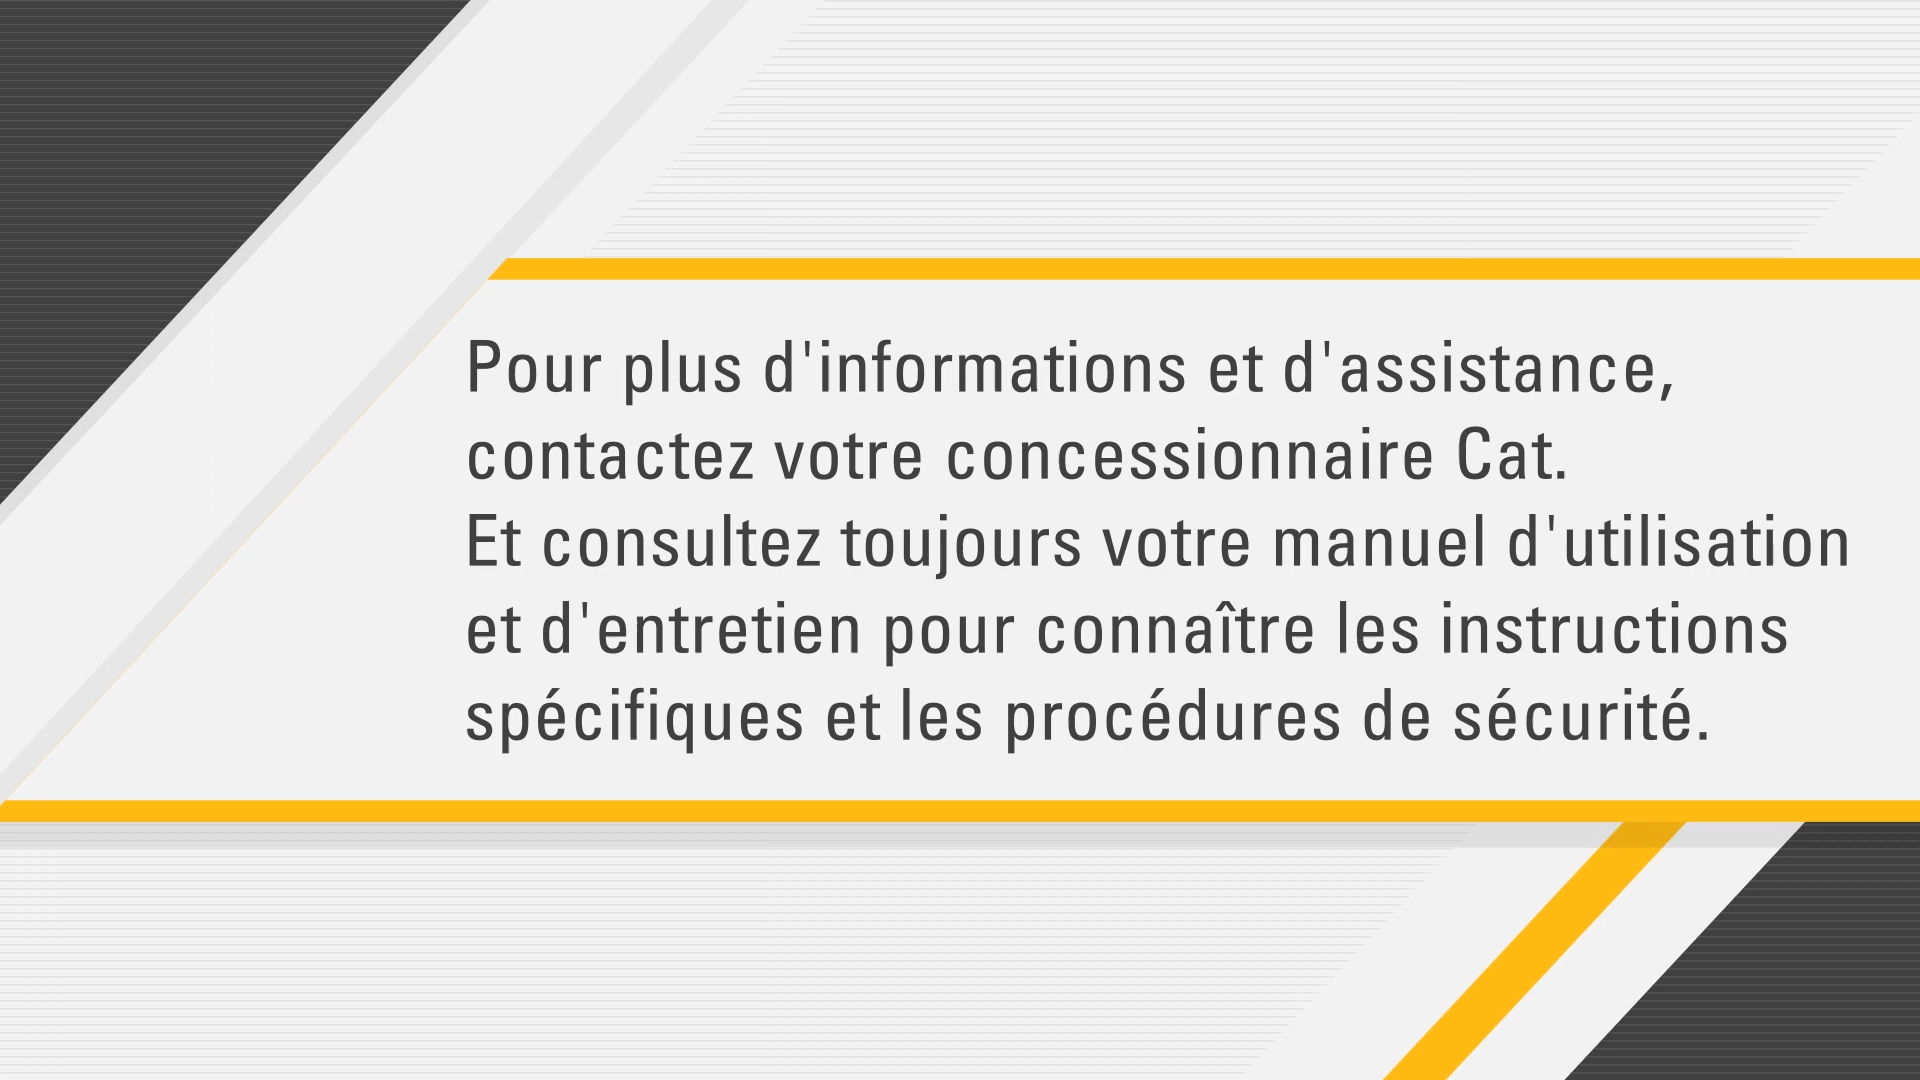 Pour plus d'informations et d'assistance,
contactez votre concessionnaire Cat.
Et consultez toujours votre manuel d'utilisation
et d'entretien pour connaître les instructions
spécifiques et les procédures de sécurité.